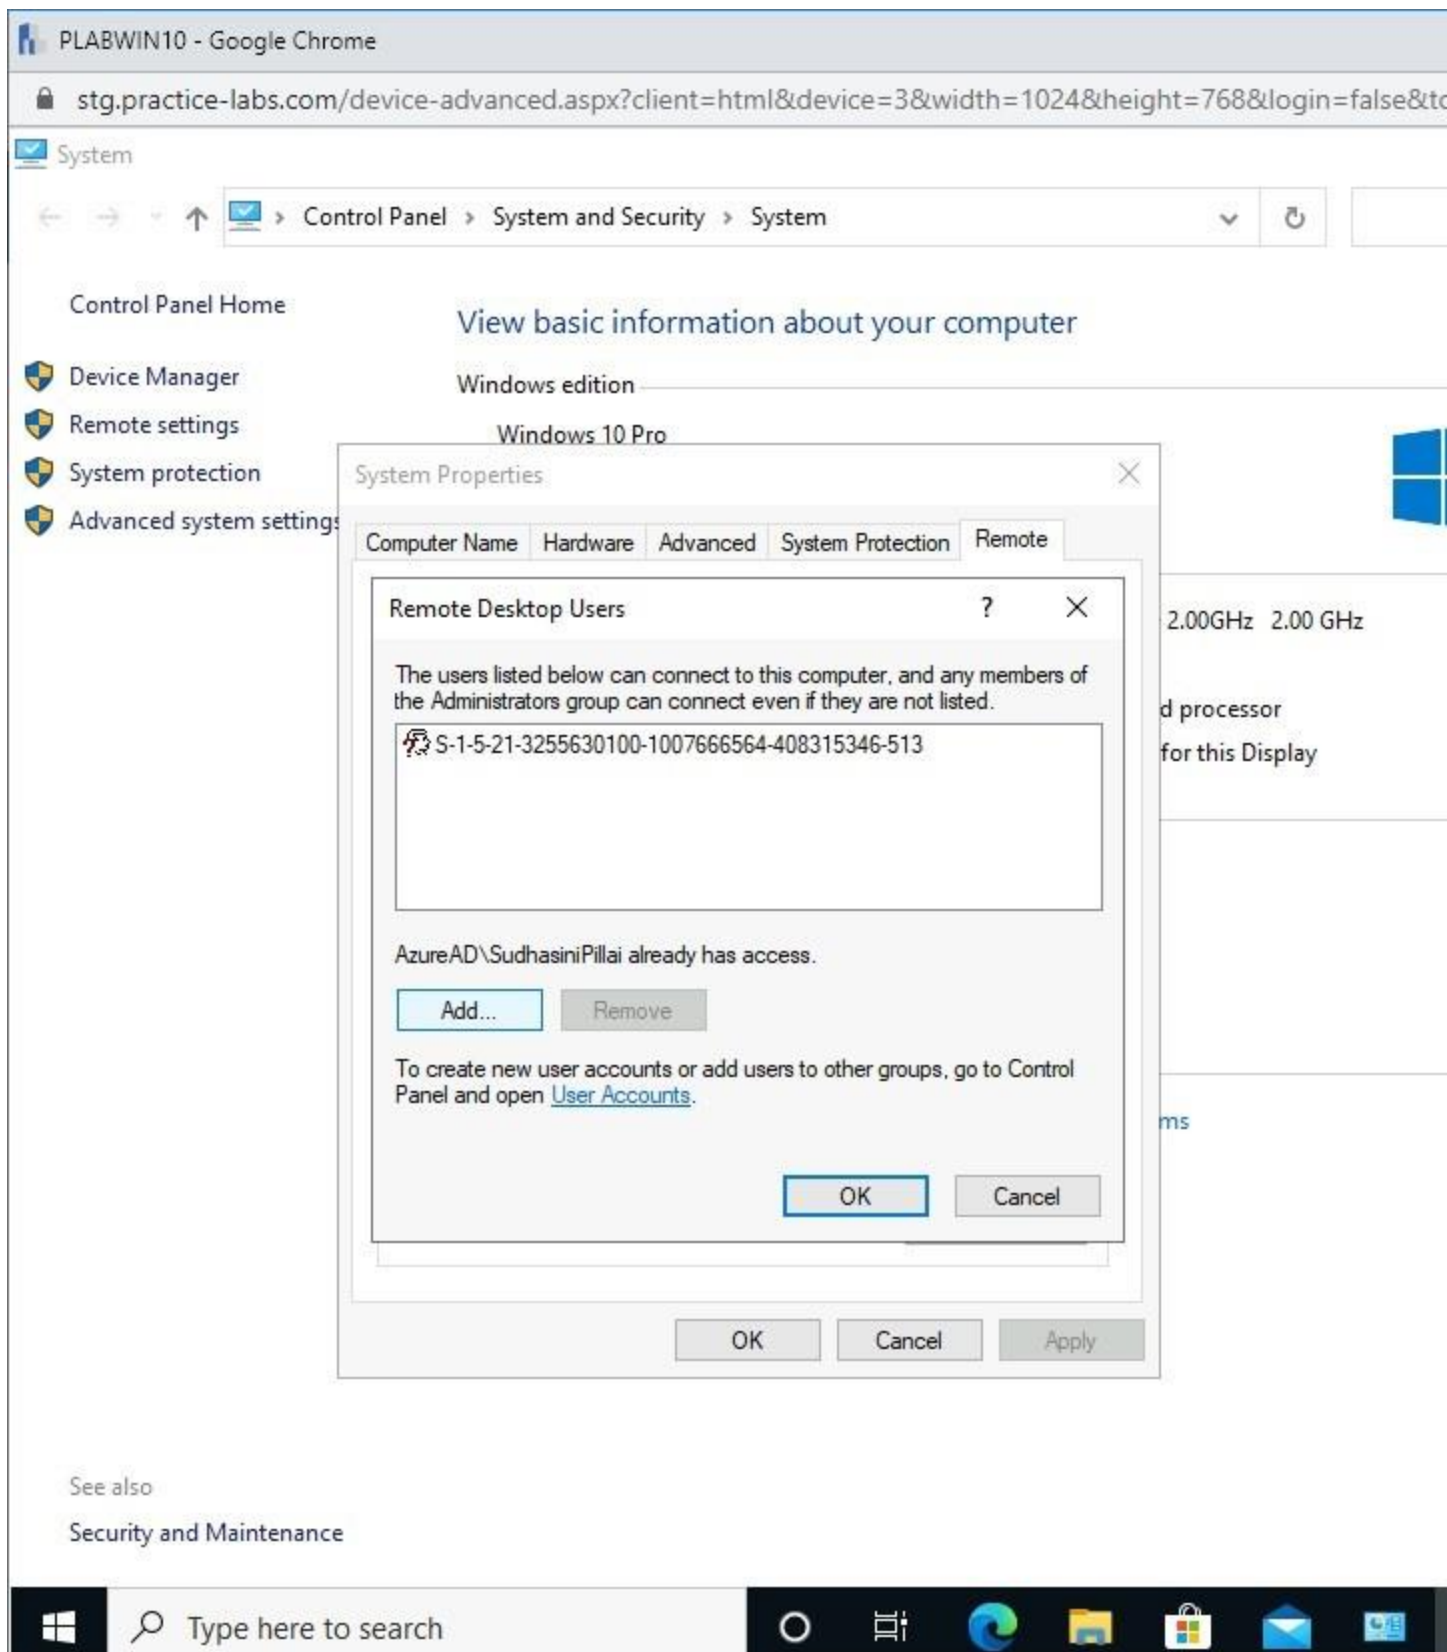 PLABWIN10 - Google Chrome
stg.practice-labs.com/device-advanced.aspx?client=html&device=3&width=1024&height=768&login=false&to
System
Control Panel > System and Security > System
Control Panel Home
View basic information about your computer
Device Manager
Windows edition
Remote settings
Windows 10 Pro
System protection
Advanced system settings
System Properties
Computer Name Hardware Advanced System Protection Remote
Remote Desktop Users ?
2.00GHz 2.00 GHz
The users listed below can connect to this computer, and any members of
the Administrators group can connect even if they are not listed.
d processor
S-1-5-21-3255630100-1007666564-408315346-513
for this Display
AzureAD\SudhasiniPillai already has access.
Add... Remove
To create new user accounts or add users to other groups, go to Control
Panel and open User Accounts.
ms
OK Cancel
OK Cancel Apply
See also
Security and Maintenance
Type here to search